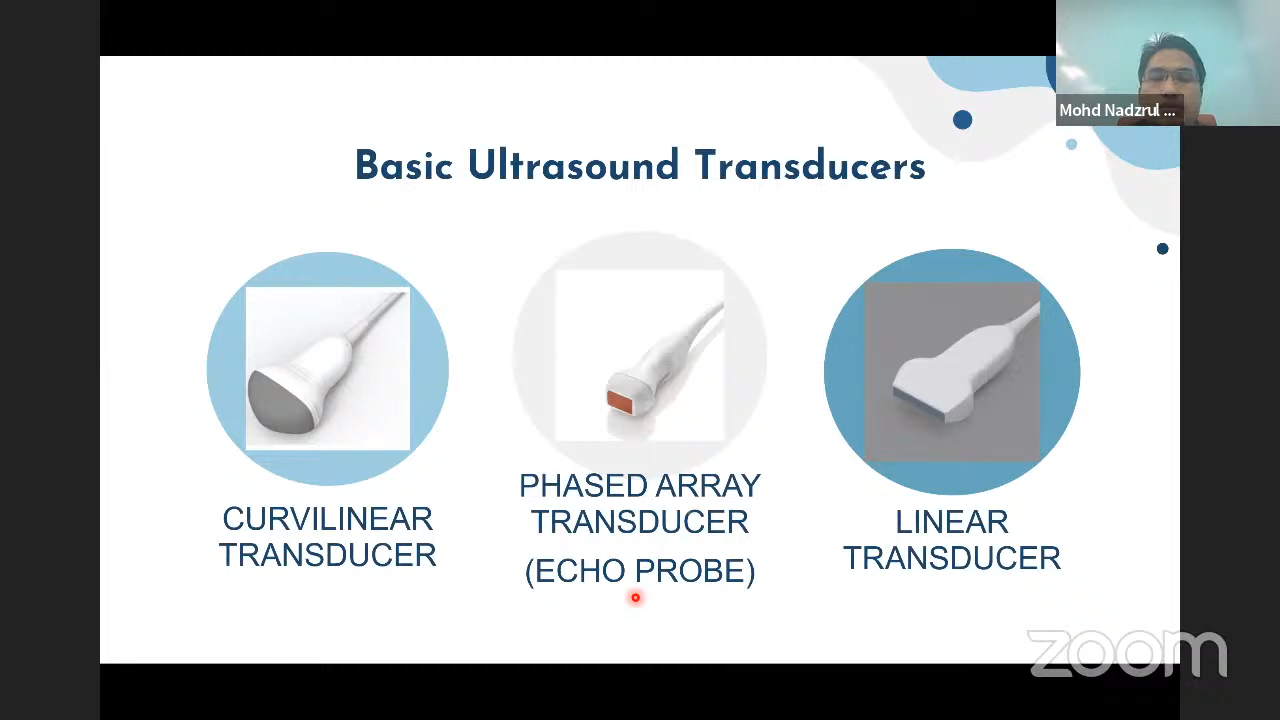 Mohd Nadzrul ...
Basic Ultrasound Transducers
CURVILINEAR
TRANSDUCER
PHASED ARRAY
TRANSDUCER
(ECHO PROBE)
LINEAR
TRANSDUCER
zoom